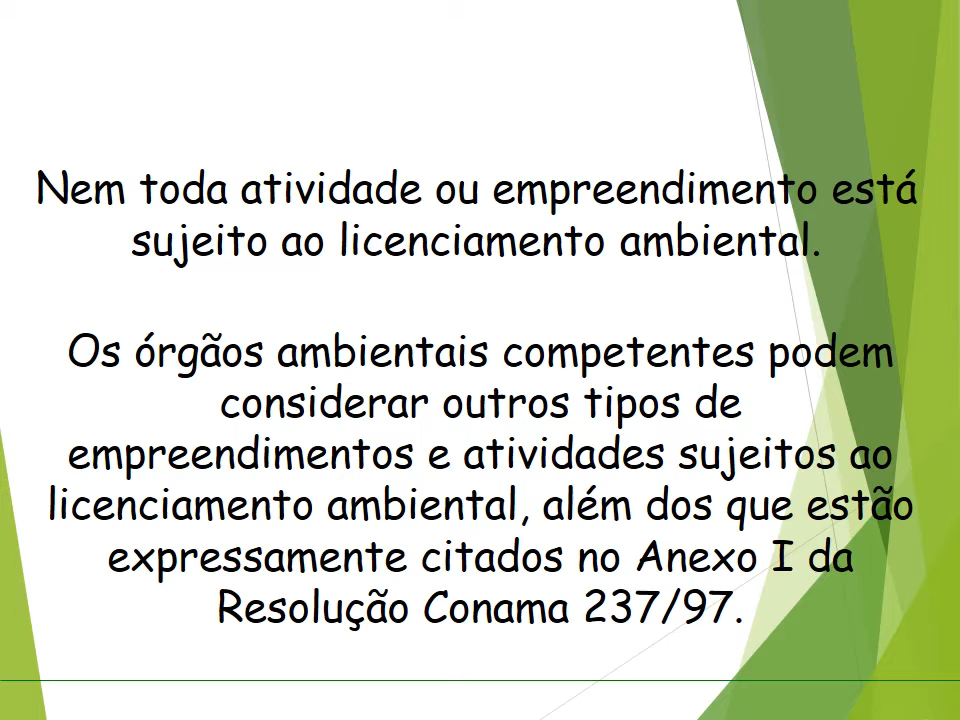 Nem toda atividade ou empreendimento está
sujeito ao licenciamento ambiental.
Os órgãos ambientais competentes podem
considerar outros tipos de
empreendimentos e atividades sujeitos ao
licenciamento ambiental, além dos que estão
expressamente citados no Anexo I da
Resolução Conama 237/97.